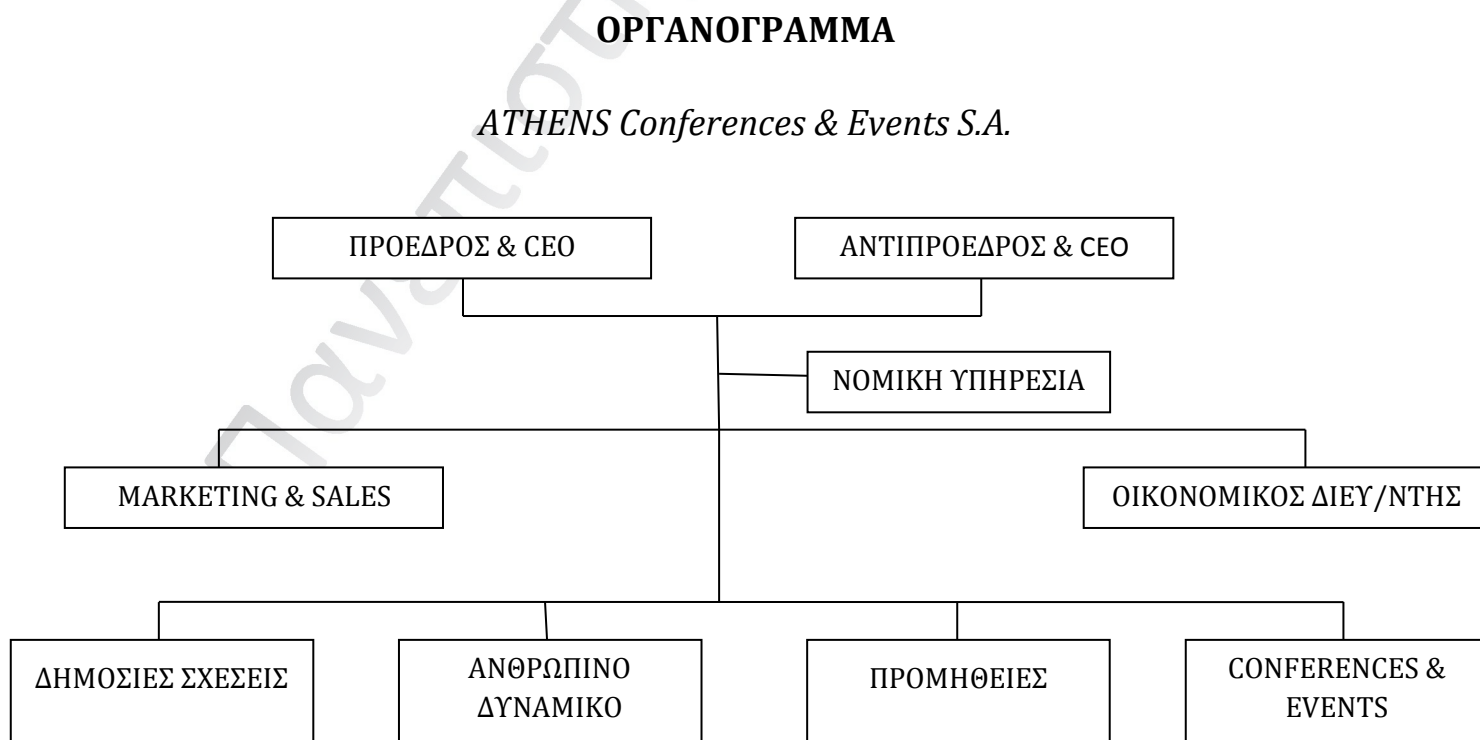 ΟΡΓΑΝΟΓΡΑΜΜΑ
ATHENS Conferences & Events S.A.
ΠΡΟΕΔΡΟΣ & CEO
ΑΝΤΙΠΡΟΕΔΡΟΣ & CEO
ΝΟΜΙΚΗ ΥΠΗΡΕΣΙΑ
MARKETING & SALES
ΟΙΚΟΝΟΜΙΚΟΣ ΔΙΕΥ/ΝΤΗΣ
ΔΗΜΟΣΙΕΣ ΣΧΕΣΕΙΣ
ΑΝΘΡΩΠΙΝΟ
ΔΥΝΑΜΙΚΟ
ΠΡΟΜΗΘΕΙΕΣ
CONFERENCES &
EVENTS